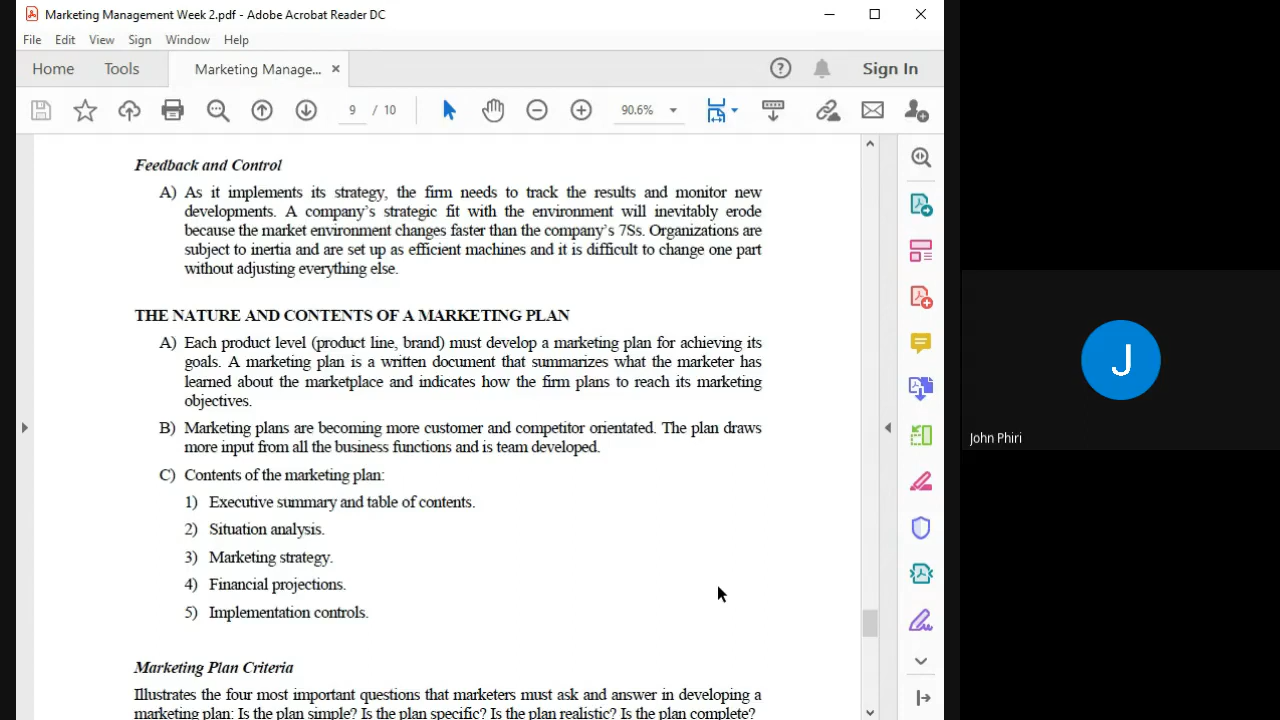 Marketing Management Week 2.pdf - Adobe Acrobat Reader DC
File Edit View Sign Window Help
Home Tools Marketing Manage... × Sign In
9 / 10 90.6%
Feedback and Control
A) As it implements its strategy, the firm needs to track the results and monitor new
developments. A company's strategic fit with the environment will inevitably erode
because the market environment changes faster than the company's 7Ss. Organizations are
subject to inertia and are set up as efficient machines and it is difficult to change one part
without adjusting everything else.
THE NATURE AND CONTENTS OF A MARKETING PLAN
A) Each product level (product line, brand) must develop a marketing plan for achieving its
goals. A marketing plan is a written document that summarizes what the marketer has
learned about the marketplace and indicates how the firm plans to reach its marketing
objectives.
B) Marketing plans are becoming more customer and competitor orientated. The plan draws
more input from all the business functions and is team developed.
C) Contents of the marketing plan:
1) Executive summary and table of contents.
2) Situation analysis.
3) Marketing strategy.
4) Financial projections.
5) Implementation controls.
Marketing Plan Criteria
Illustrates the four most important questions that marketers must ask and answer in developing a
marketing plan: Is the plan simple? Is the plan specific? Is the plan realistic? Is the plan complete?
J
John Phiri